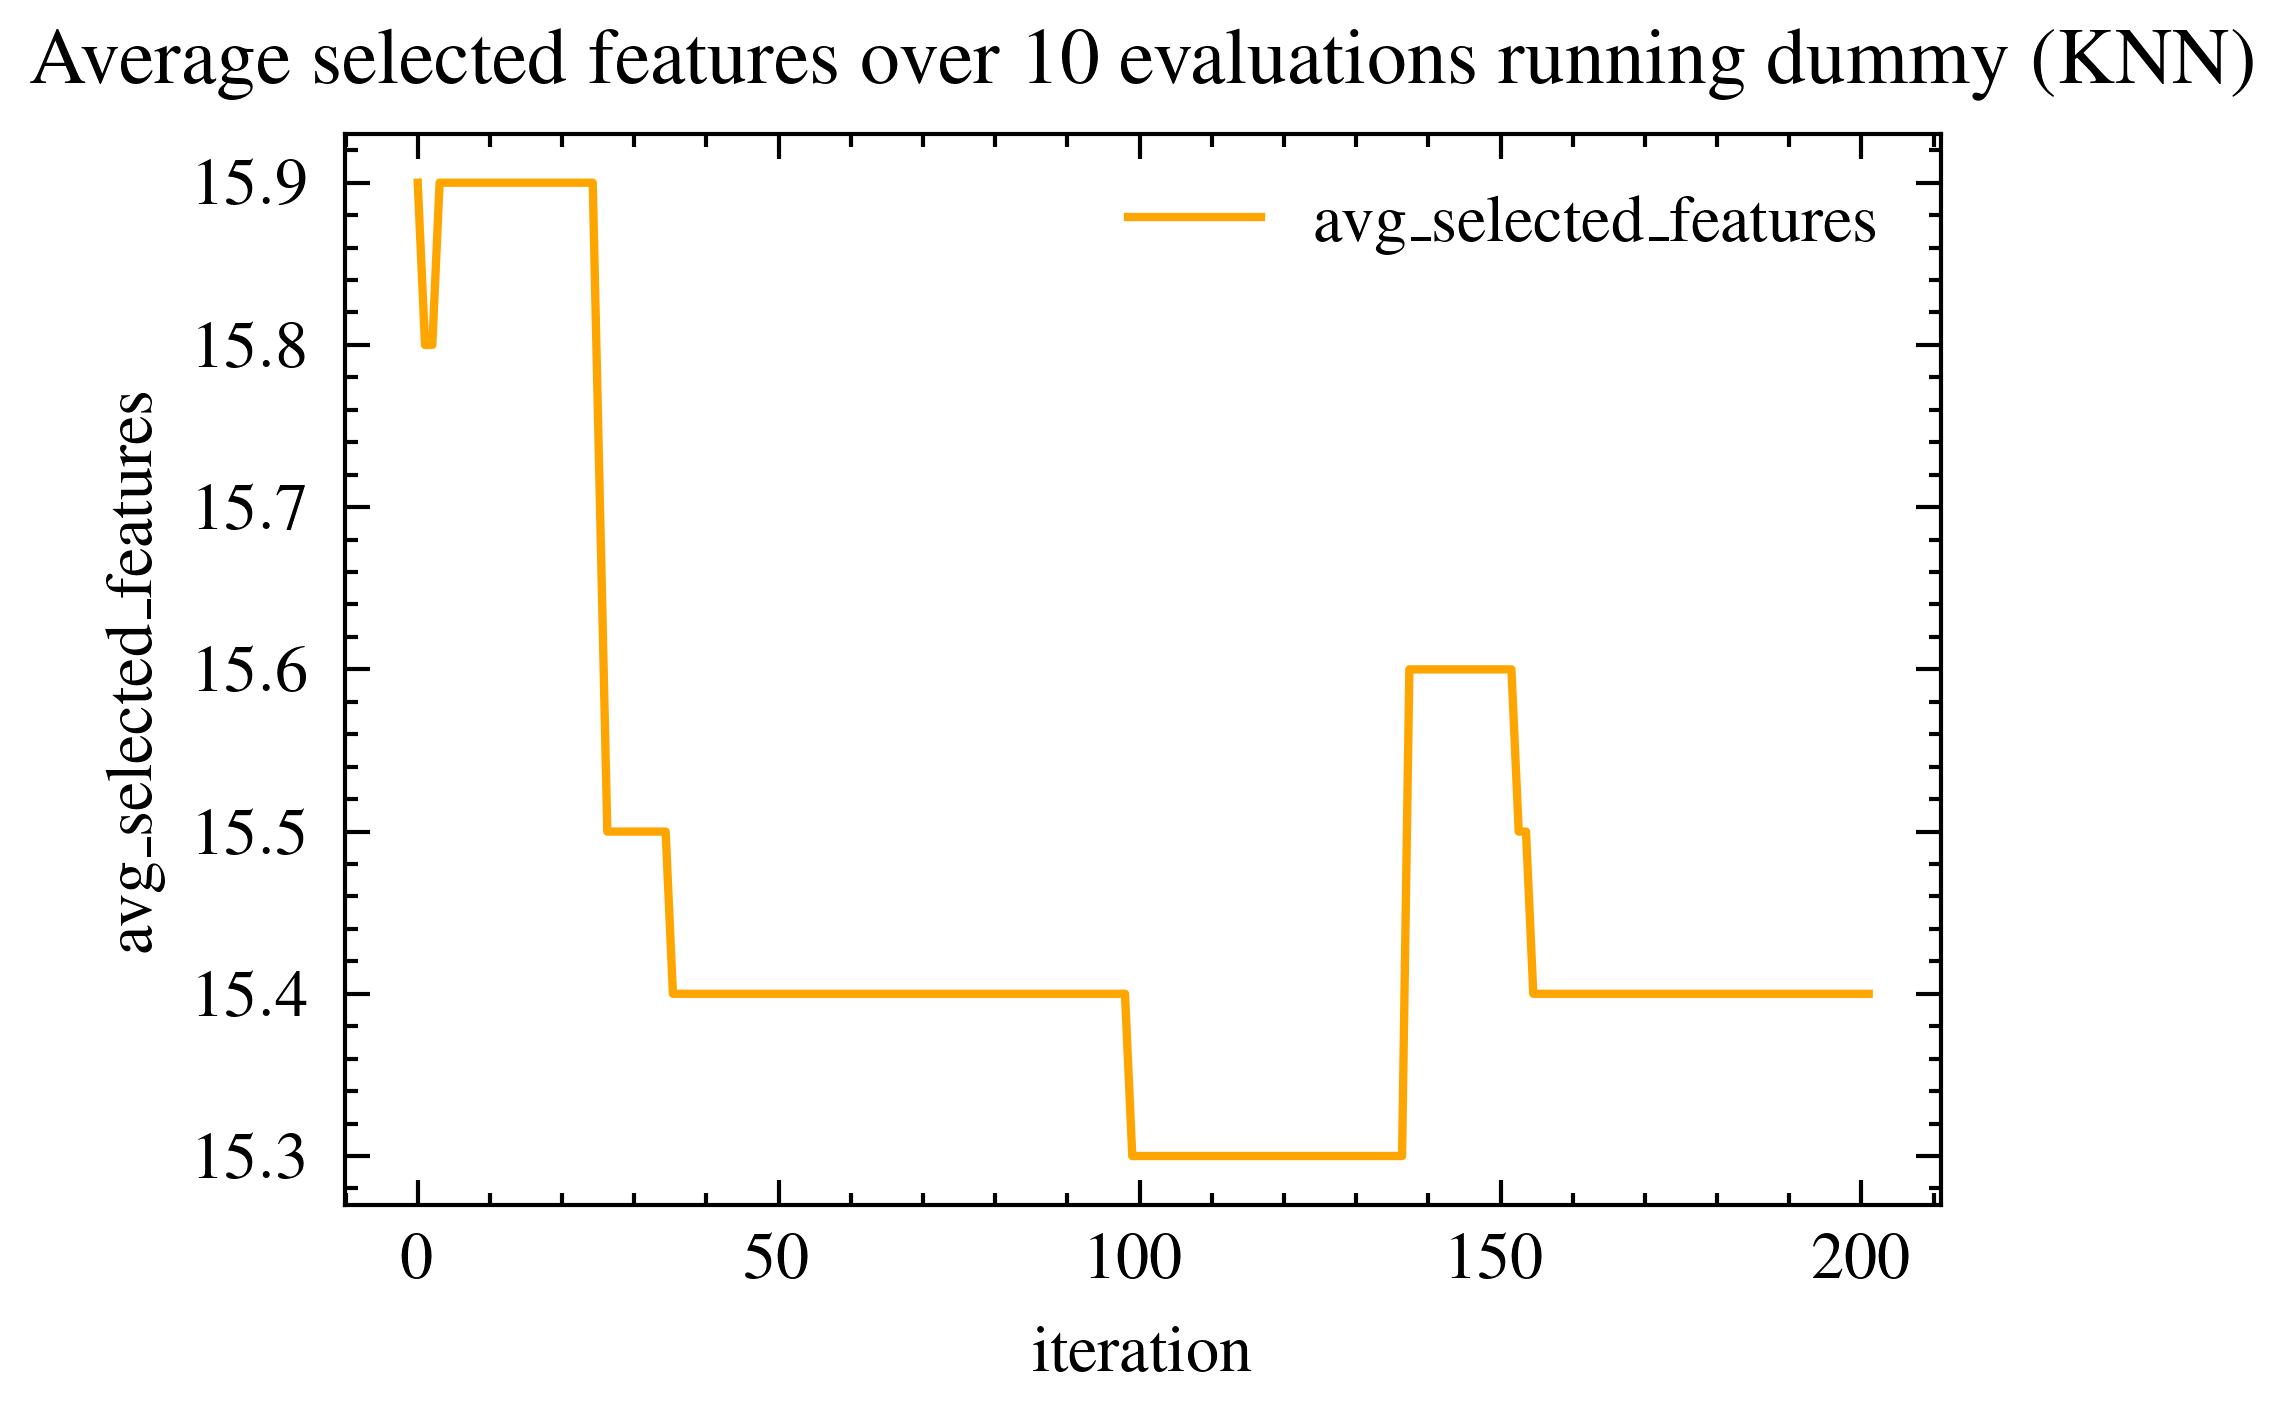 Average selected features over 10 evaluations running dummy (KNN)
avg_selected_features
15.9
15.8
15.7
15.6
15.5
15.4
15.3
avg_selected_features
0 50 100 150 200
iteration